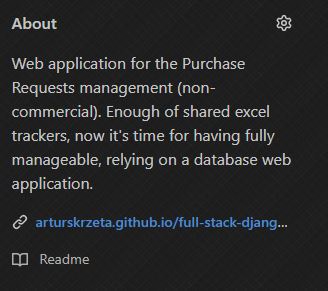 About
Web application for the Purchase
Requests management (non-
commercial). Enough of shared excel
trackers, now it's time for having fully
manageable, relying on a database web
application.
arturskrzeta.github.io/full-stack-djang...
Readme